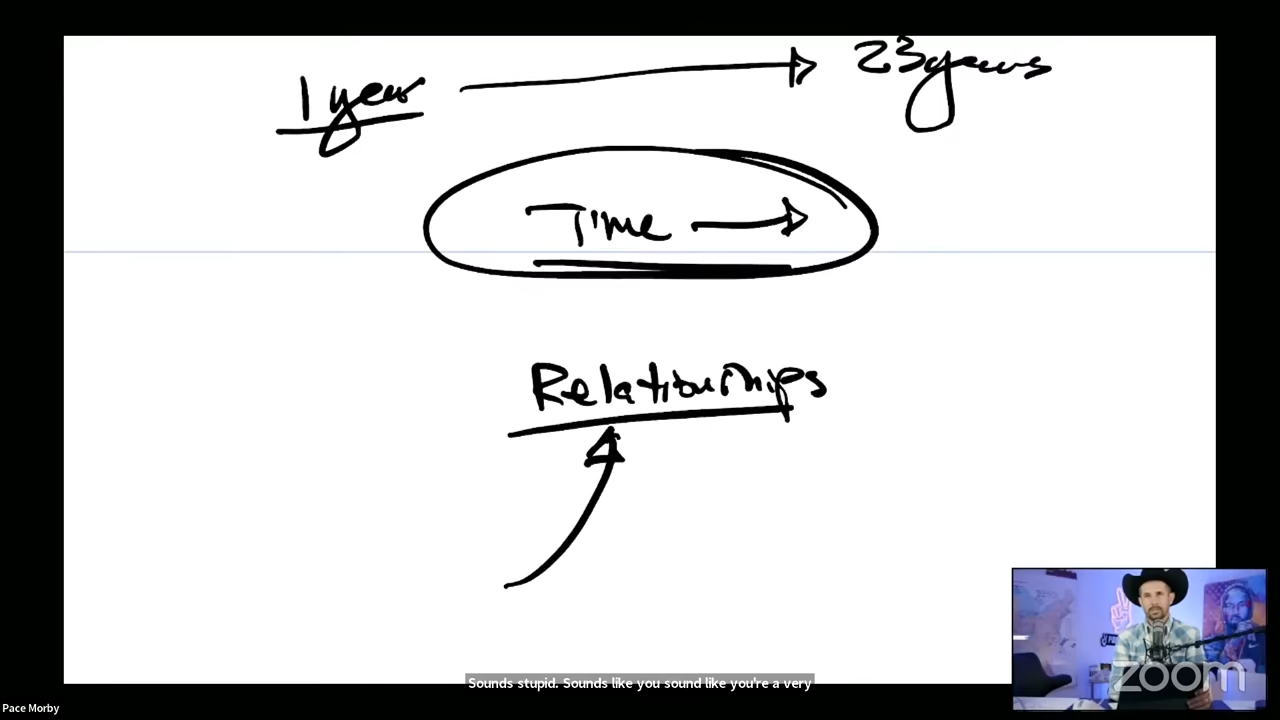 1 year 23 years
Time
Relationships
zoom
Sounds stupid. Sounds like you sound like you're a very
Pace Morby